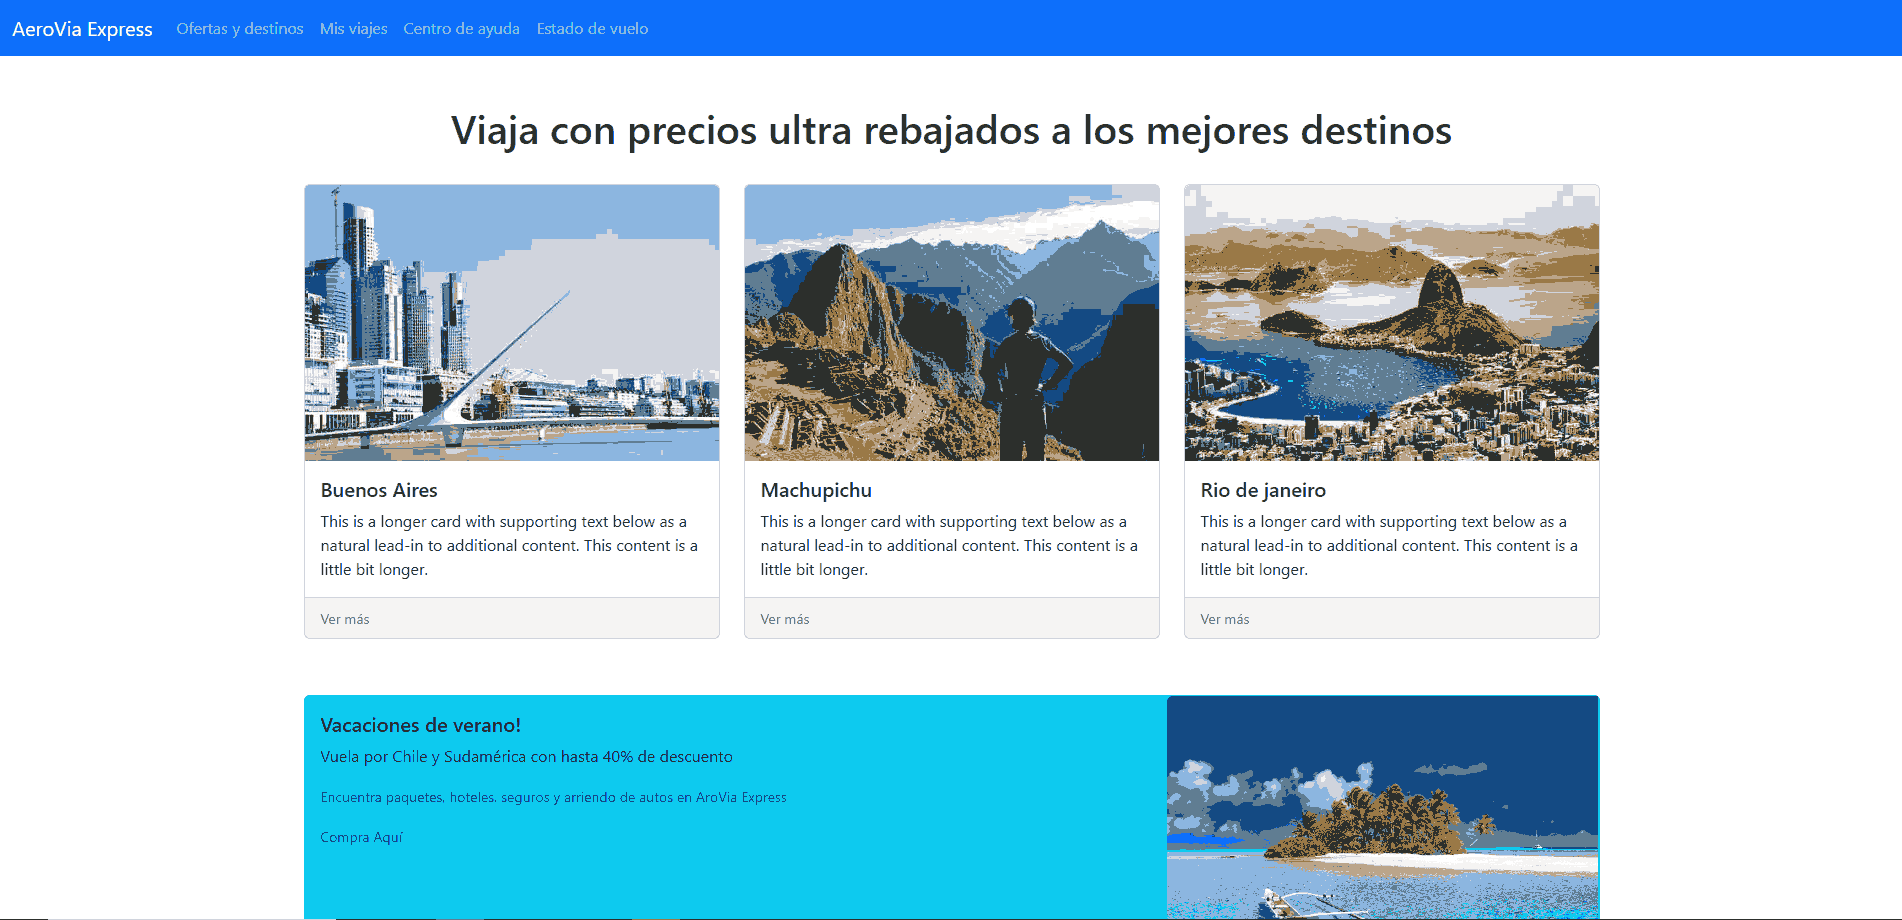 AeroVia Express Ofertas y destinos Mis viajes Centro de ayuda Estado de vuelo
Viaja con precios ultra rebajados a los mejores destinos
Buenos Aires
This is a longer card with supporting text below as a
natural lead-in to additional content. This content is a
little bit longer.
Ver más
Machupichu
This is a longer card with supporting text below as a
natural lead-in to additional content. This content is a
little bit longer.
Ver más
Rio de janeiro
This is a longer card with supporting text below as a
natural lead-in to additional content. This content is a
little bit longer.
Ver más
Vacaciones de verano!
Vuela por Chile y Sudamérica con hasta 40% de descuento
Encuentra paquetes, hoteles, seguros y arriendo de autos en AroVia Express
Compra Aquí